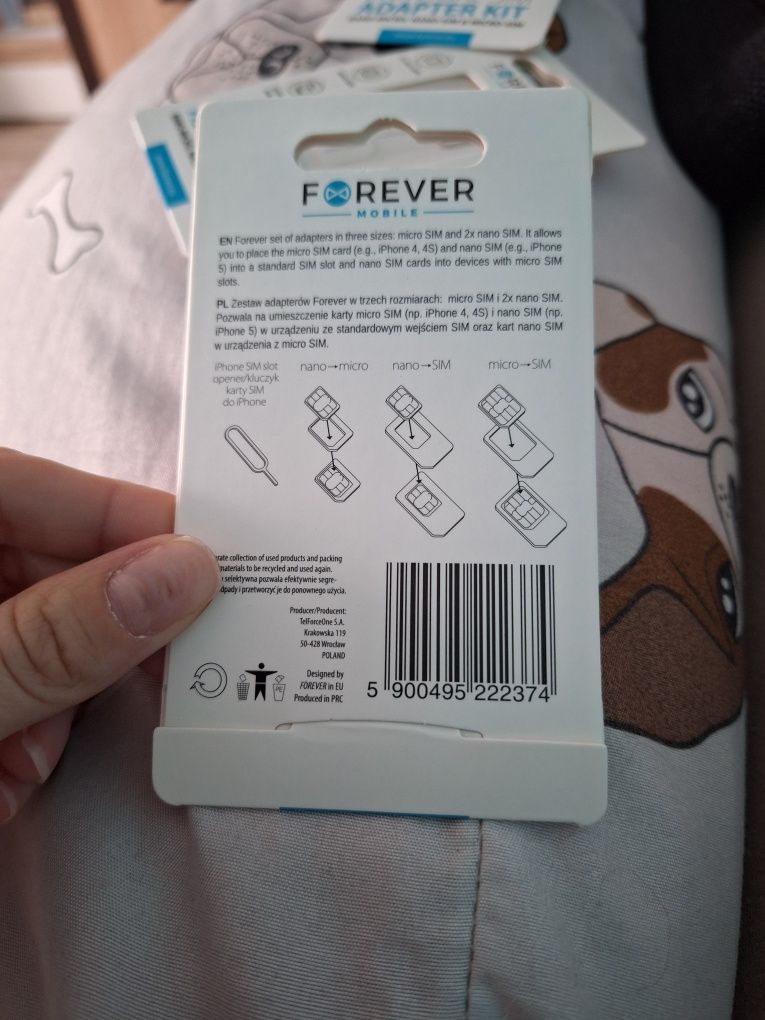 ADAPTER KIT
FOREVER
MOBILE
EN Forever set of adapters in three sizes: micro SIM and 2x nano SIM. It allows
you to place the micro SIM card (e.g., iPhone 4, 4S) and nano SIM (e.g., iPhone
5) into a standard SIM slot and nano SIM cards into devices with micro SIM
slots.
PL Zestaw adapterów Forever w trzech rozmiarach: micro SIM i 2x nano SIM.
Pozwala na umieszczenie karty micro SIM (np. iPhone 4, 4S) i nano SIM (np.
iPhone 5) w urządzeniu ze standardowym wejściem SIM oraz kart nano SIM
w urządzenia z micro SIM.
iPhone SIM slot
opener/kluczyk
karty SIM
do iPhone
nano→micro
nano→SIM
micro→SIM
collection of used products and packing
materials to be recycled and used again.
selektywna pozwala efektywnie segre-
i przetworzyć je do ponownego użycia.
Producer/Producent:
TelForceOne S.A.
Krakowska 119
50-428 Wrocław
POLAND
Designed by
FOREVER in EU
Produced in PRC
PE
5 900495 222374